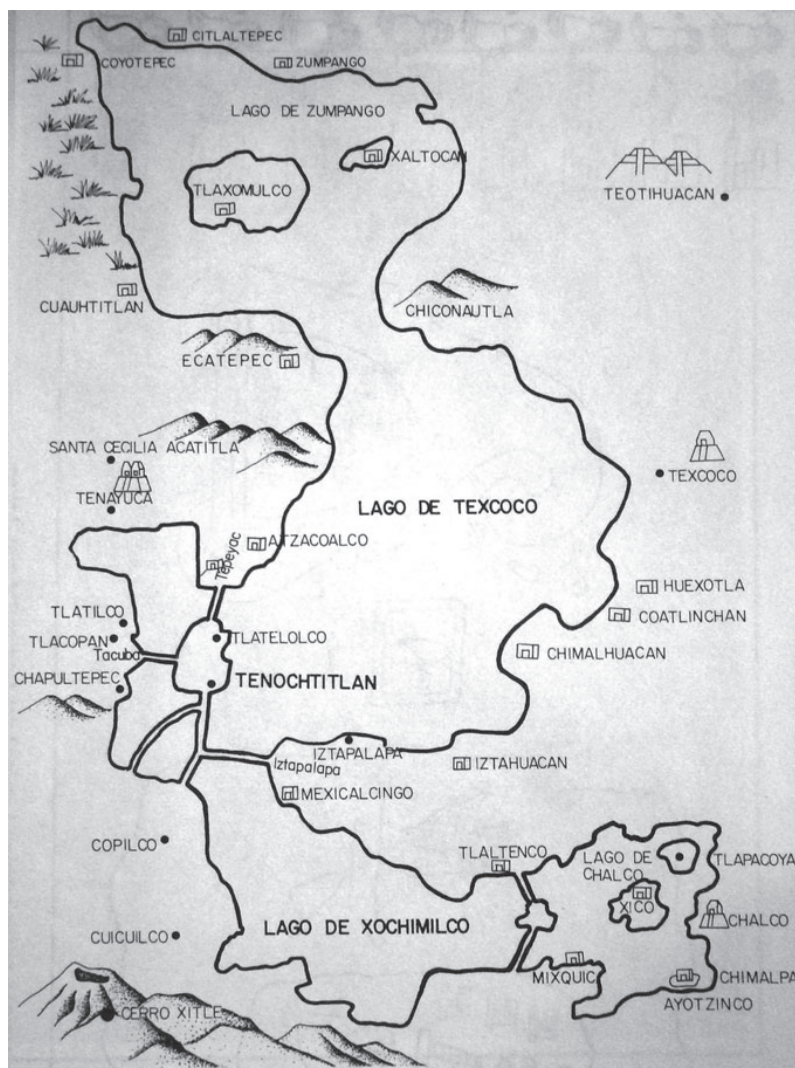 CITLALTEPEC
COYOTEPEC
ZUMPANGO
LAGO DE ZUMPANGO
XALTOCAN
TLAXOMULCO
TEOTIHUACAN
CUAUHTITLAN
CHICONAUTLA
ECATEPEC
SANTA CECILIA ACATITLA
TEXCOCO
TENAYUCA
LAGO DE TEXCOCO
ATZACOALCO
Tepeyac
HUEXOTLA
TLATILCO
COATLINCHAN
TLACOPAN
TLATELOLCO
Tacuba
CHIMALHUACAN
CHAPULTEPEC
TENOCHTITLAN
IZTAPALAPA
Iztapalapa
IZTAHUACAN
MEXICALCINGO
COPILCO
TLALTENCO
LAGO DE
CHALCO
TLAPACOYA
XICO
CHALCO
LAGO DE XOCHIMILCO
CUICUILCO
MIXQUIC
CHIMALPA
AYOTZINCO
CERRO XITLE